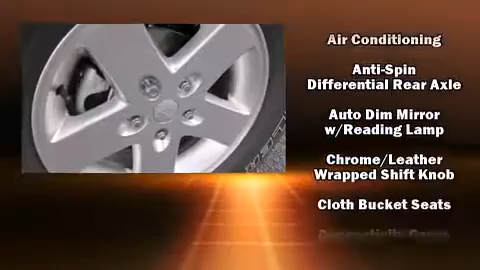 Air Conditioning
Anti-Spin
Differential Rear Axle
Auto Dim Mirror
w/Reading Lamp
Chrome/Leather
Wrapped Shift Knob
Cloth Bucket Seats